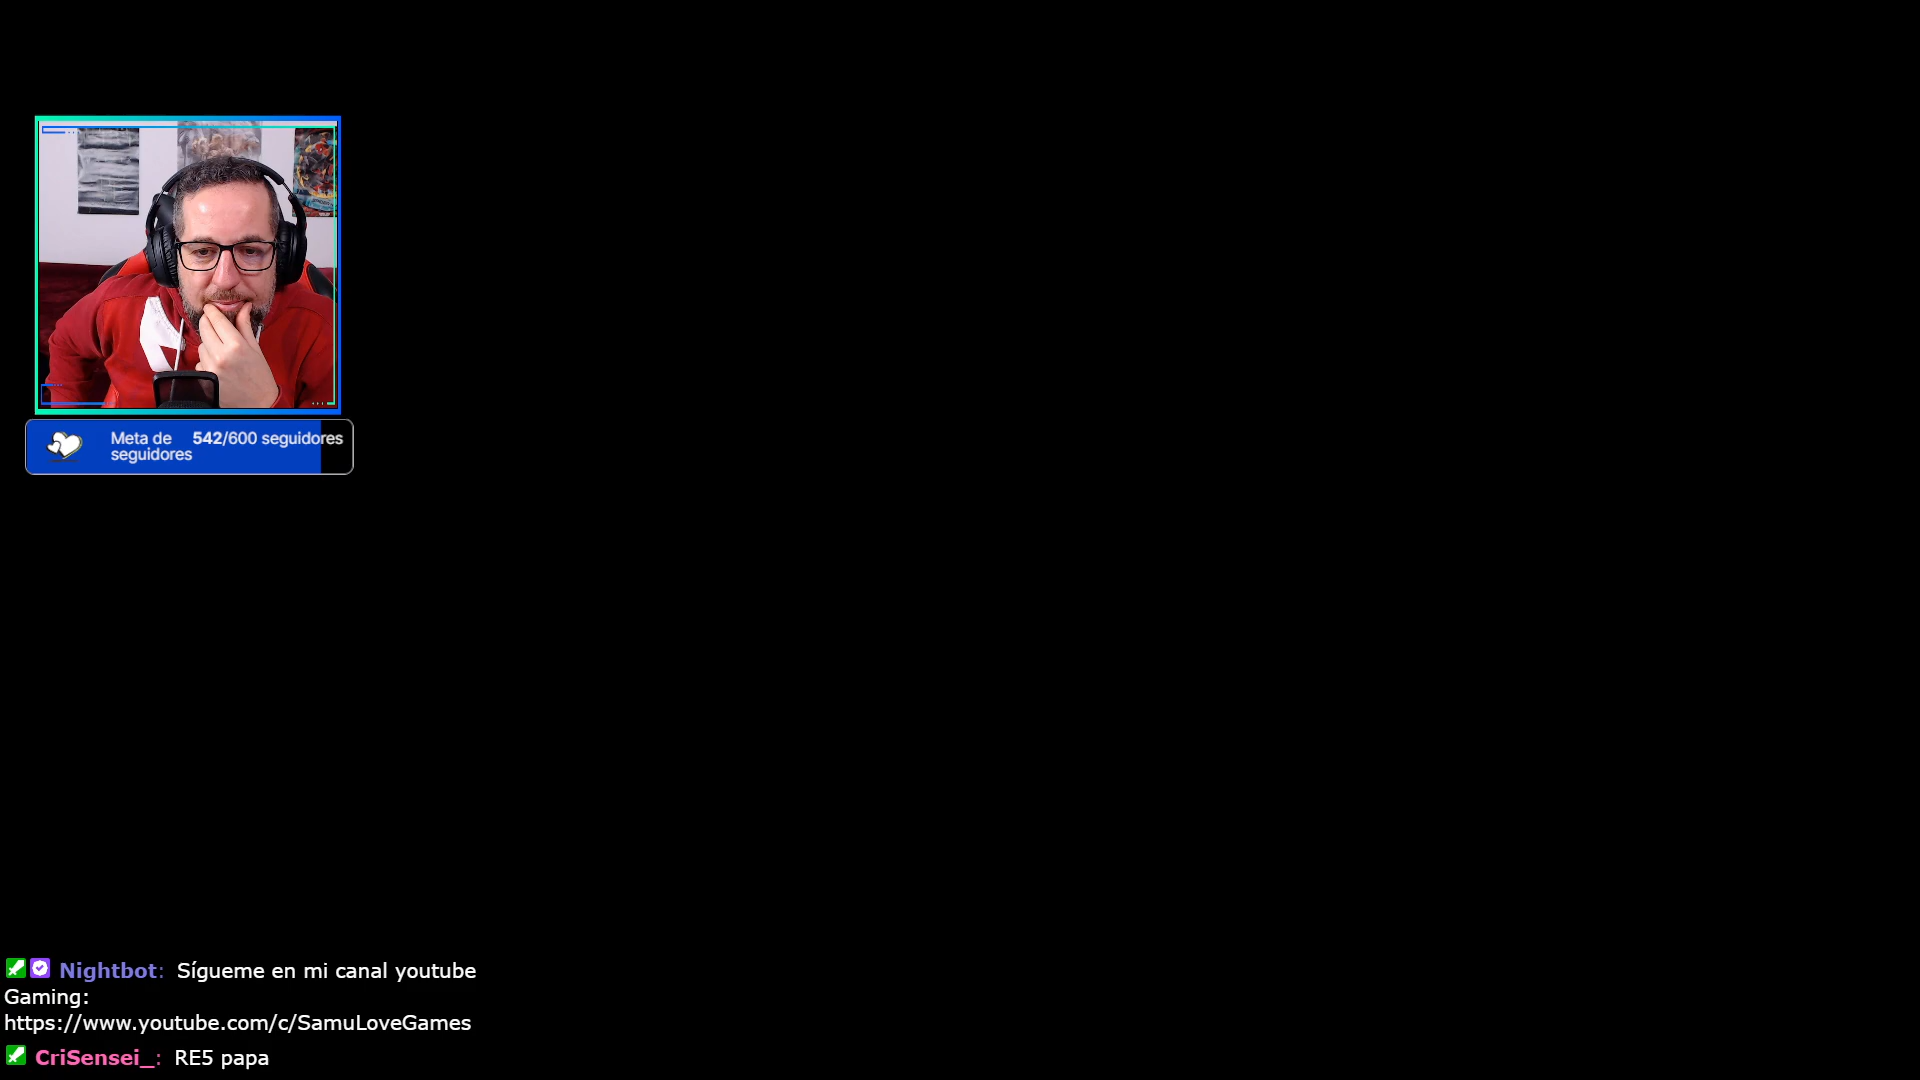 Meta de 542/600 seguidores
seguidores
Nightbot: Sígueme en mi canal youtube
Gaming:
https://www.youtube.com/c/SamuLoveGames
CriSensei_: RE5 papa